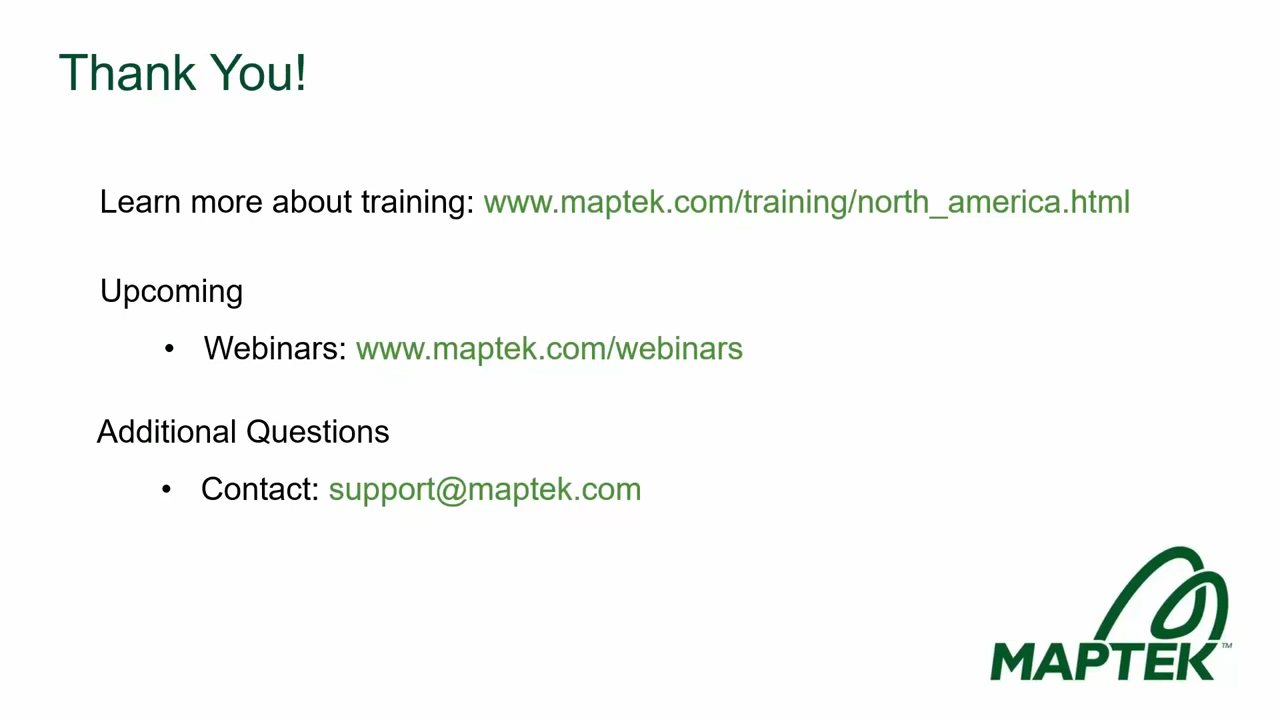 Thank You!
Learn more about training: www.maptek.com/training/north_america.html
Upcoming
• Webinars: www.maptek.com/webinars
Additional Questions
• Contact: support@maptek.com
MAPTEK™